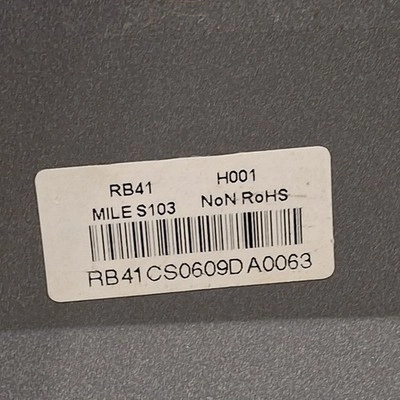 RB41 H001
MILE S103 NoN RoHS
RB41CS0609DA0063